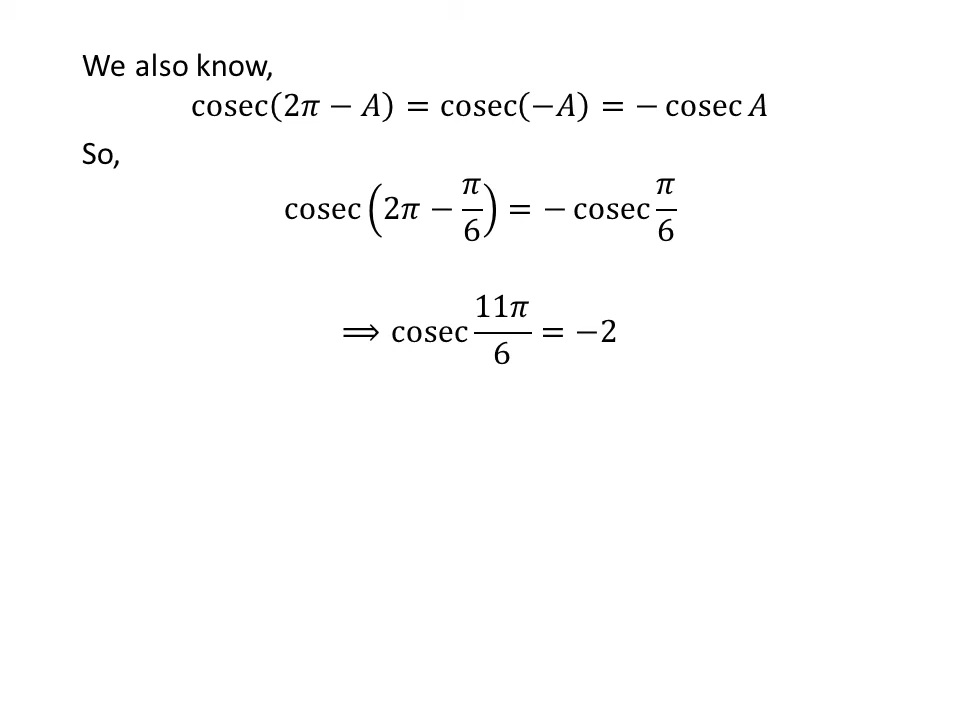 We also know,
cosec(2𝜋 − 𝐴) = cosec(−𝐴) = − cosec 𝐴
So,
cosec (2𝜋 − 𝜋/6) = − cosec 𝜋/6
⟹ cosec 11𝜋/6 = −2